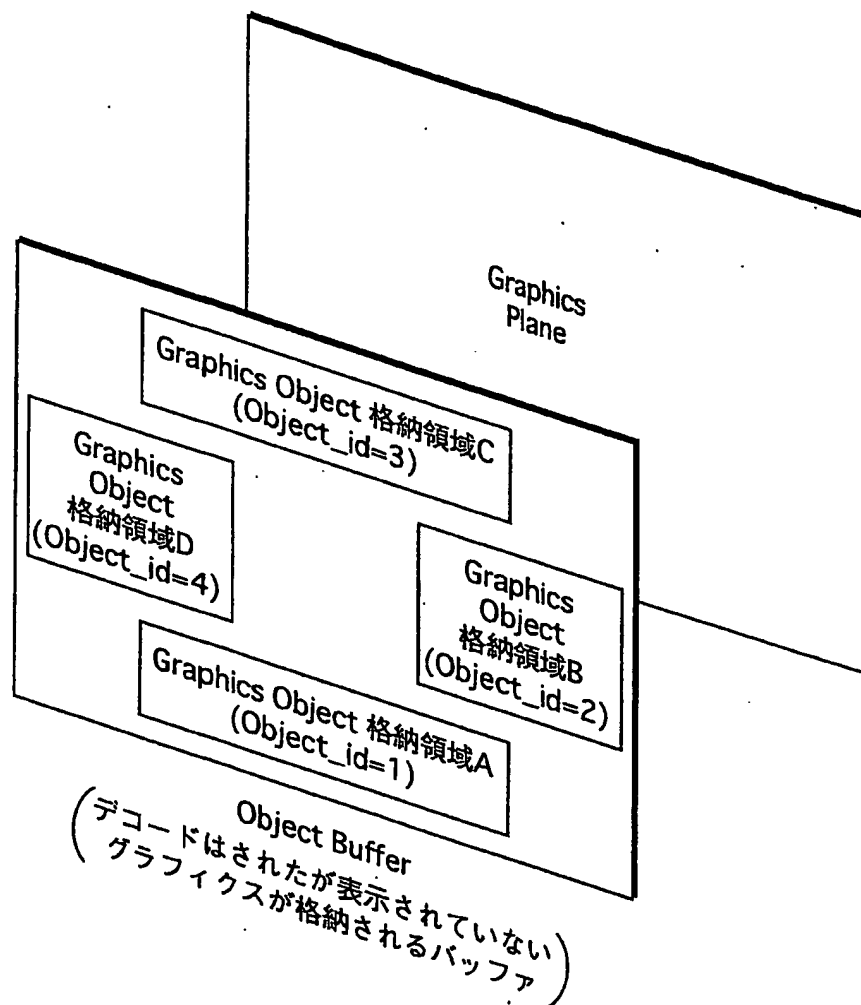 Graphics
Plane
Graphics Object 格納領域C
(Object_id=3)
Graphics
Object
格納領域D
(Object_id=4)
Graphics
Object
格納領域B
(Object_id=2)
Graphics Object 格納領域A
(Object_id=1)
Object Buffer
(デコードはされたが表示されていない
グラフィクスが格納されるバッファ)